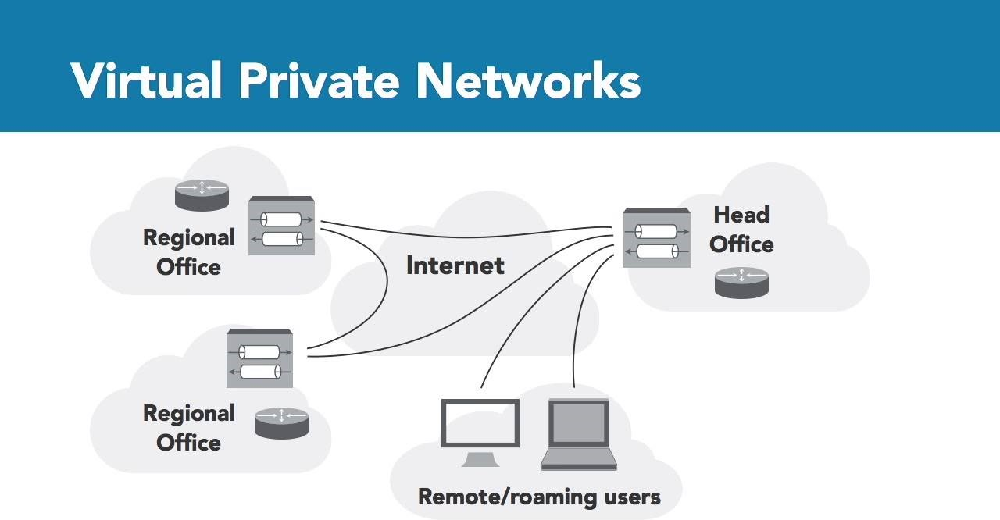 Virtual Private Networks
Regional
Office
Internet
Head
Office
Regional
Office
Remote/roaming users